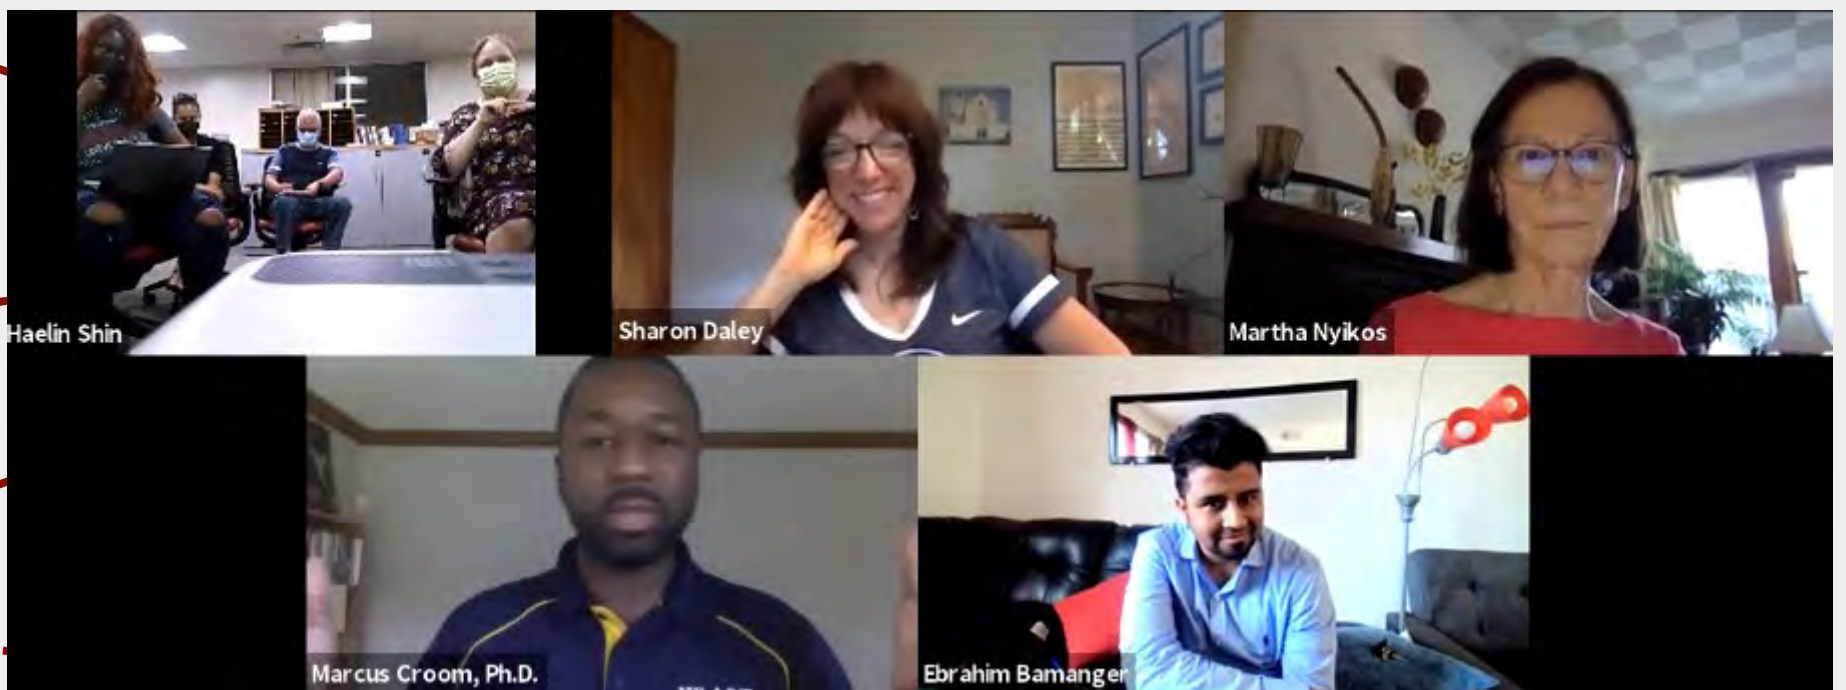 Haelin Shin
Sharon Daley
Martha Nyikos
Marcus Croom, Ph.D.
Ebrahim Bamanger